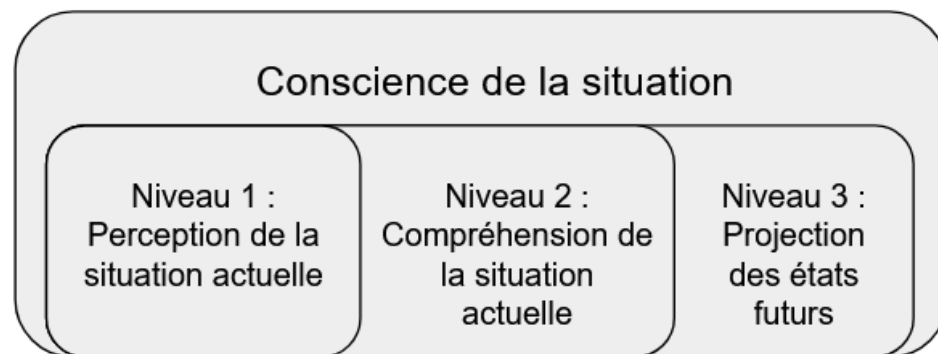 Conscience de la situation
Niveau 1 :
Perception de la
situation actuelle
Niveau 2 :
Compréhension de
la situation
actuelle
Niveau 3 :
Projection
des états
futurs